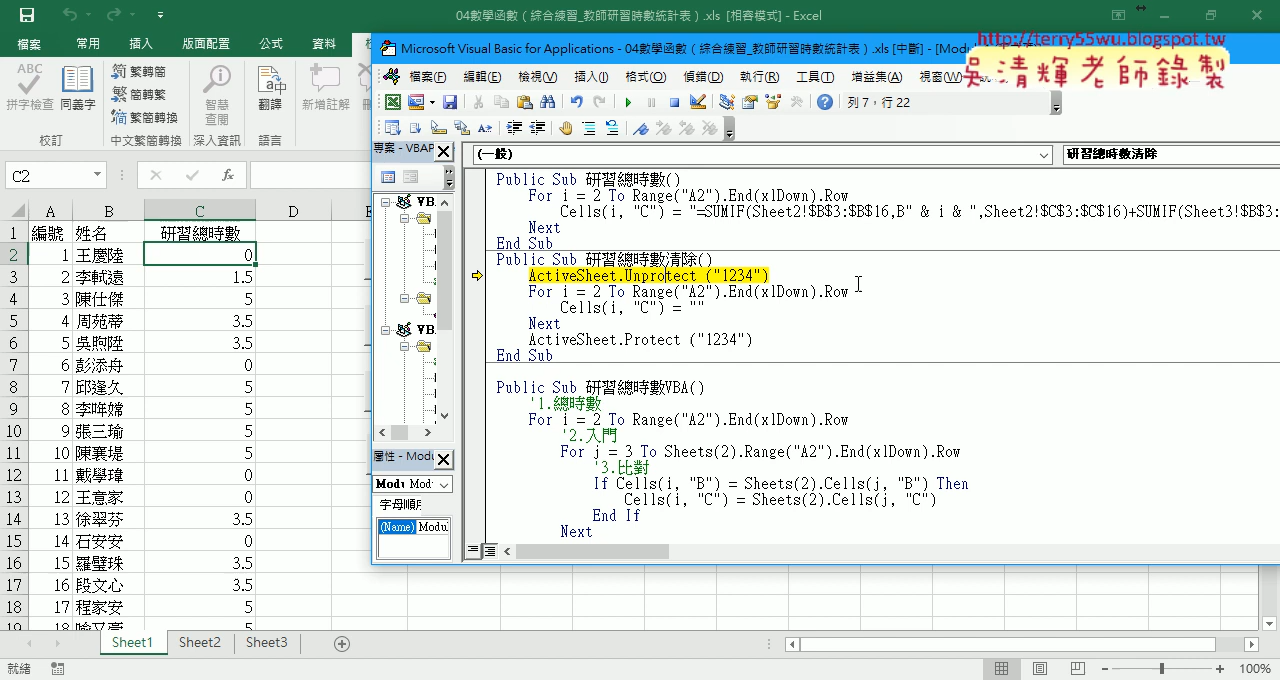 04數學函數（綜合練習_教師研習時數統計表）.xls [相容模式] - Excel
檔案 常用 插入 版面配置 公式 資料
拼字檢查 同義字
繁轉簡
簡轉繁
繁簡轉換
智慧查閱
翻譯
新增註解
校訂 中文繁簡轉換 深入資訊 語言
C2
A B C D
1 編號 姓名 研習總時數
2 1 王慶陸 0
3 2 李軾遠 1.5
4 3 陳仕傑 5
5 4 周苑蒂 3.5
6 5 吳煦陞 3.5
7 6 彭添舟 0
8 7 邱逢久 5
9 8 李 5
10 9 張三瑜 5
11 10 陳襄堤 5
12 11 戴學瑋 0
13 12 王意家 0
14 13 徐翠芬 3.5
15 14 石安安 0
16 15 羅璧珠 3.5
17 16 段文心 3.5
18 17 程家安 5
19 18 5
Sheet1 Sheet2 Sheet3
就緒
100%
http://terry55wu.blogspot.tw
吳清輝老師錄製
Microsoft Visual Basic for Applications - 04數學函數（綜合練習_教師研習時數統計表）.xls [中斷] - [Modu
檔案(F) 編輯(E) 檢視(V) 插入(I) 格式(O) 偵錯(D) 執行(R) 工具(T) 增益集(A) 視窗(W)
列 7，行 22
專案 - VBAP
屬性 - Modu
Modu Mod
字母順
(Name) Modu
(一般) 研習總時數清除
Public Sub 研習總時數()
For i = 2 To Range("A2").End(xlDown).Row
Cells(i, "C") = "=SUMIF(Sheet2!$B$3:$B$16,B" & i & ",Sheet2!$C$3:$C$16)+SUMIF(Sheet3!$B$3:
Next
End Sub
Public Sub 研習總時數清除()
ActiveSheet.Unprotect ("1234")
For i = 2 To Range("A2").End(xlDown).Row
Cells(i, "C") = ""
Next
ActiveSheet.Protect ("1234")
End Sub
Public Sub 研習總時數VBA()
'1.總時數
For i = 2 To Range("A2").End(xlDown).Row
'2.入門
For j = 3 To Sheets(2).Range("A2").End(xlDown).Row
'3.比對
If Cells(i, "B") = Sheets(2).Cells(j, "B") Then
Cells(i, "C") = Sheets(2).Cells(j, "C")
End If
Next